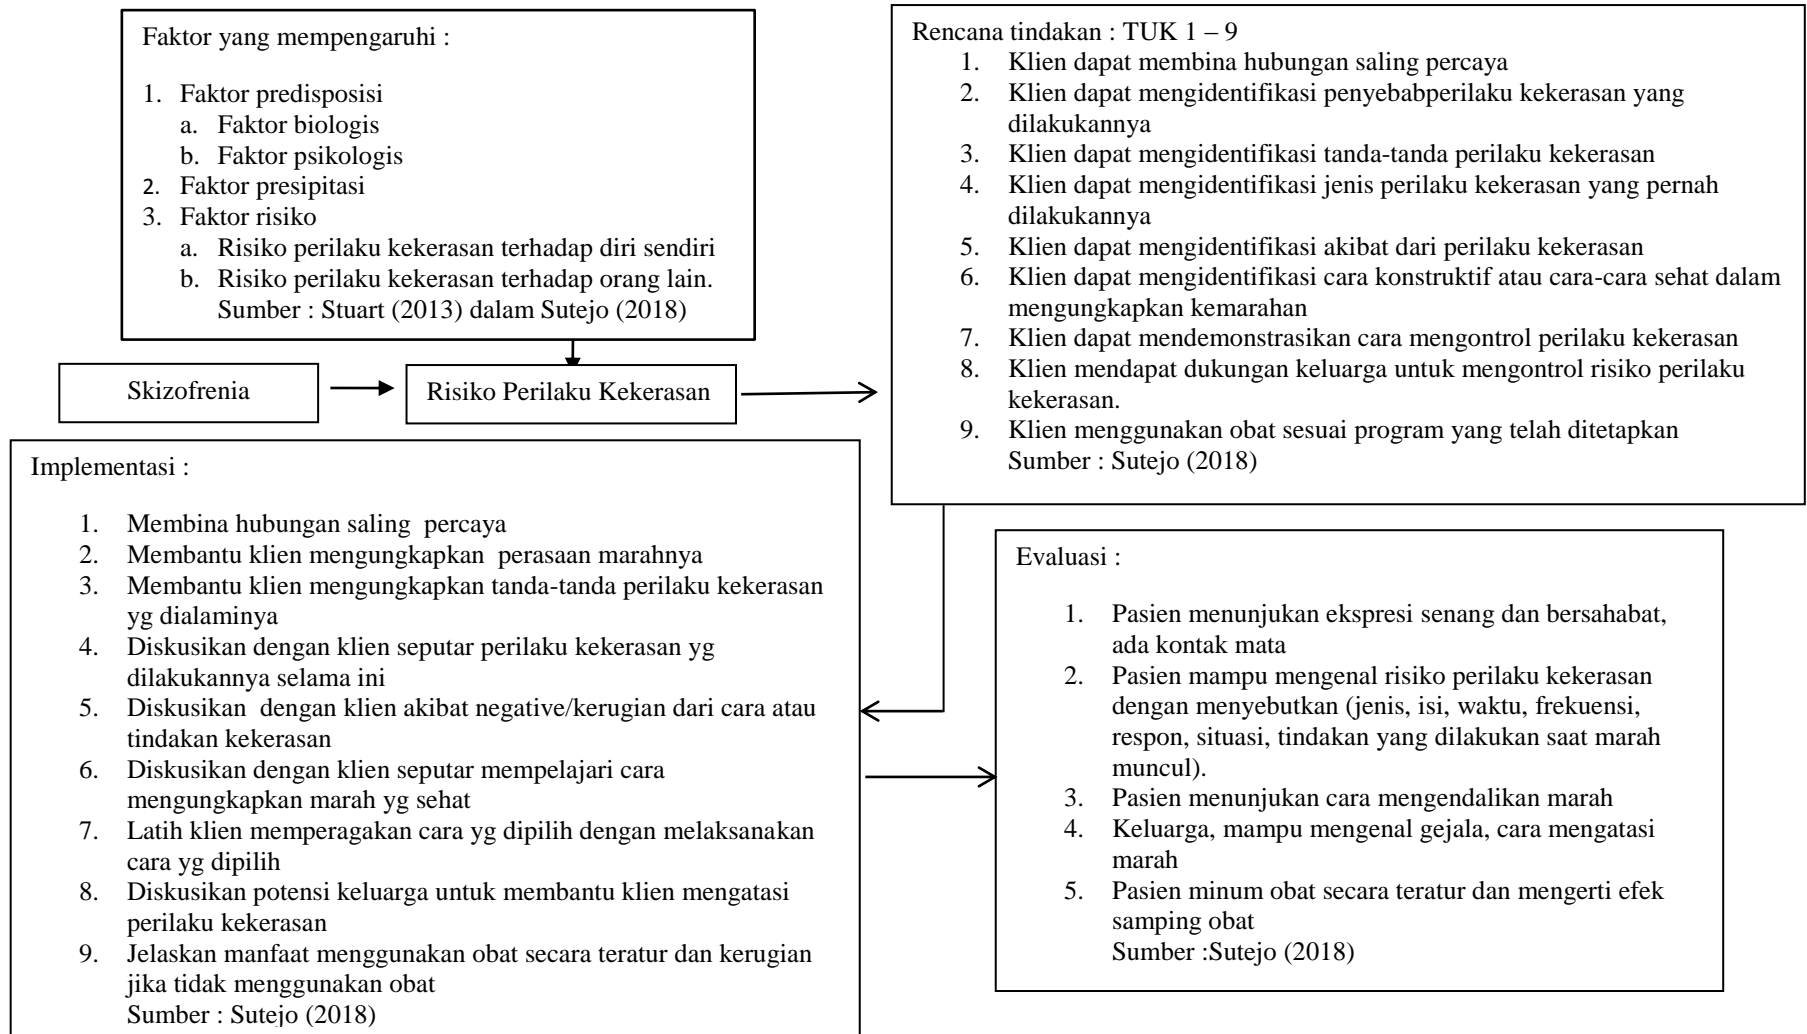 Faktor yang mempengaruhi :
1. Faktor predisposisi
a. Faktor biologis
b. Faktor psikologis
2. Faktor presipitasi
3. Faktor risiko
a. Risiko perilaku kekerasan terhadap diri sendiri
b. Risiko perilaku kekerasan terhadap orang lain.
Sumber : Stuart (2013) dalam Sutejo (2018)
Skizofrenia
Risiko Perilaku Kekerasan
Rencana tindakan : TUK 1 – 9
1. Klien dapat membina hubungan saling percaya
2. Klien dapat mengidentifikasi penyebabperilaku kekerasan yang
dilakukannya
3. Klien dapat mengidentifikasi tanda-tanda perilaku kekerasan
4. Klien dapat mengidentifikasi jenis perilaku kekerasan yang pernah
dilakukannya
5. Klien dapat mengidentifikasi akibat dari perilaku kekerasan
6. Klien dapat mengidentifikasi cara konstruktif atau cara-cara sehat dalam
mengungkapkan kemarahan
7. Klien dapat mendemonstrasikan cara mengontrol perilaku kekerasan
8. Klien mendapat dukungan keluarga untuk mengontrol risiko perilaku
kekerasan.
9. Klien menggunakan obat sesuai program yang telah ditetapkan
Sumber : Sutejo (2018)
Implementasi :
1. Membina hubungan saling percaya
2. Membantu klien mengungkapkan perasaan marahnya
3. Membantu klien mengungkapkan tanda-tanda perilaku kekerasan
yg dialaminya
4. Diskusikan dengan klien seputar perilaku kekerasan yg
dilakukannya selama ini
5. Diskusikan dengan klien akibat negative/kerugian dari cara atau
tindakan kekerasan
6. Diskusikan dengan klien seputar mempelajari cara
mengungkapkan marah yg sehat
7. Latih klien memperagakan cara yg dipilih dengan melaksanakan
cara yg dipilih
8. Diskusikan potensi keluarga untuk membantu klien mengatasi
perilaku kekerasan
9. Jelaskan manfaat menggunakan obat secara teratur dan kerugian
jika tidak menggunakan obat
Sumber : Sutejo (2018)
Evaluasi :
1. Pasien menunjukan ekspresi senang dan bersahabat,
ada kontak mata
2. Pasien mampu mengenal risiko perilaku kekerasan
dengan menyebutkan (jenis, isi, waktu, frekuensi,
respon, situasi, tindakan yang dilakukan saat marah
muncul).
3. Pasien menunjukan cara mengendalikan marah
4. Keluarga, mampu mengenal gejala, cara mengatasi
marah
5. Pasien minum obat secara teratur dan mengerti efek
samping obat
Sumber :Sutejo (2018)